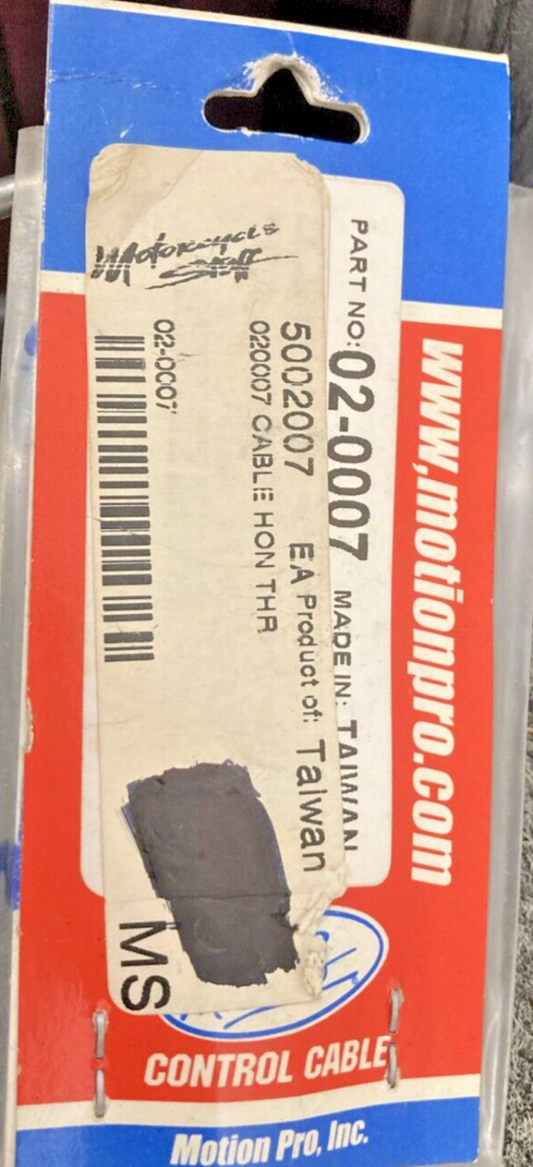 www.motionpro.com
PART NO: 02-0007 MADE IN: TAIWAN
5002007 EA Product of: Taiwan
020007 CABLE HON THR
02-0007
Motorcycle
Stuff
MS
CONTROL CABLE
Motion Pro, Inc.